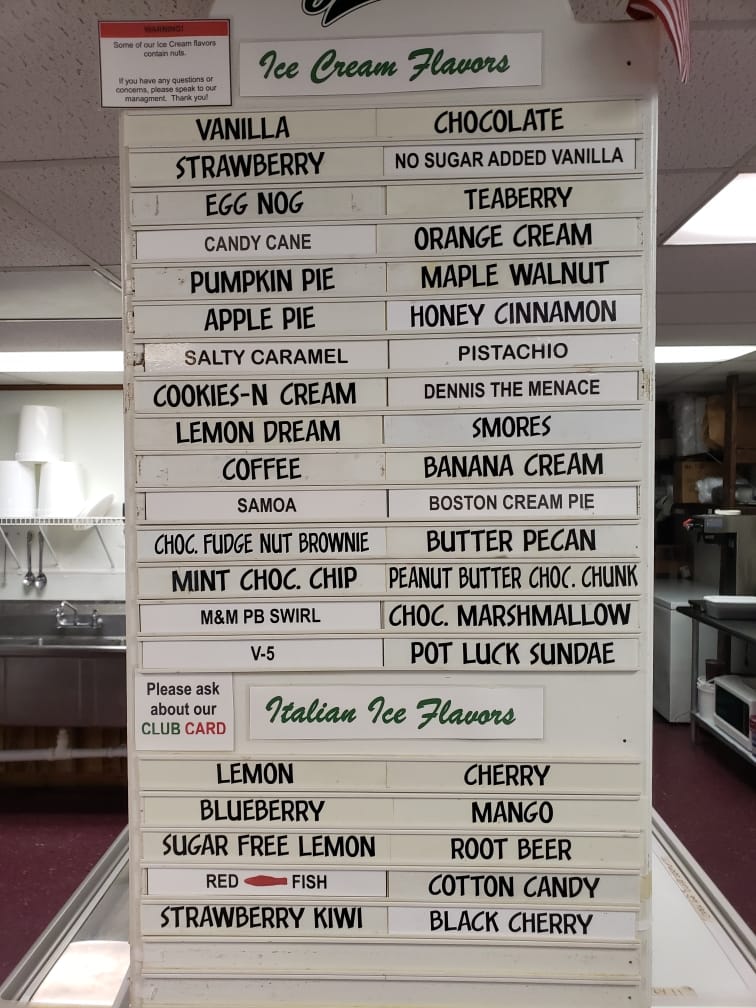 WARNING!
Some of our Ice Cream flavors
contain nuts.
If you have any questions or
concerns, please speak to our
managment. Thank you!
Ice Cream Flavors
VANILLA CHOCOLATE
STRAWBERRY NO SUGAR ADDED VANILLA
EGG NOG TEABERRY
CANDY CANE ORANGE CREAM
PUMPKIN PIE MAPLE WALNUT
APPLE PIE HONEY CINNAMON
SALTY CARAMEL PISTACHIO
COOKIES-N CREAM DENNIS THE MENACE
LEMON DREAM SMORES
COFFEE BANANA CREAM
SAMOA BOSTON CREAM PIE
CHOC. FUDGE NUT BROWNIE BUTTER PECAN
MINT CHOC. CHIP PEANUT BUTTER CHOC. CHUNK
M&M PB SWIRL CHOC. MARSHMALLOW
V-5 POT LUCK SUNDAE
Please ask
about our
CLUB CARD
Italian Ice Flavors
LEMON CHERRY
BLUEBERRY MANGO
SUGAR FREE LEMON ROOT BEER
RED FISH COTTON CANDY
STRAWBERRY KIWI BLACK CHERRY